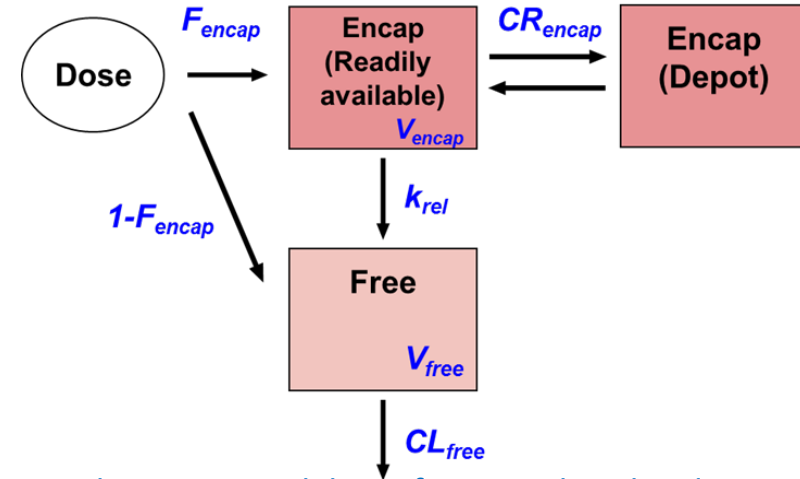 F_encap
Encap
(Readily
available)
V_encap
CR_encap
Encap
(Depot)
Dose
1-F_encap
k_rel
Free
V_free
CL_free